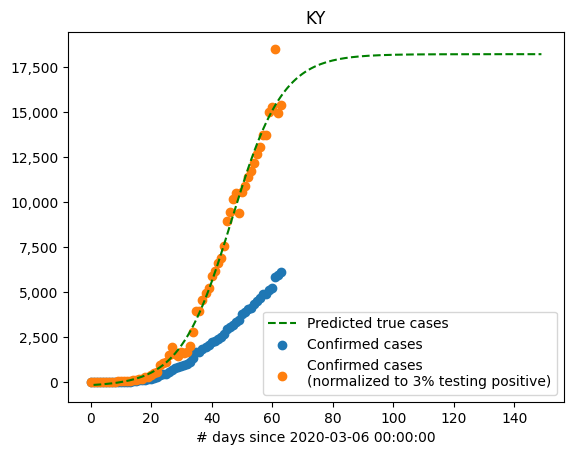 KY
17,500
15,000
12,500
10,000
7,500
5,000
2,500
0
Predicted true cases
Confirmed cases
Confirmed cases
(normalized to 3% testing positive)
0 20 40 60 80 100 120 140
# days since 2020-03-06 00:00:00